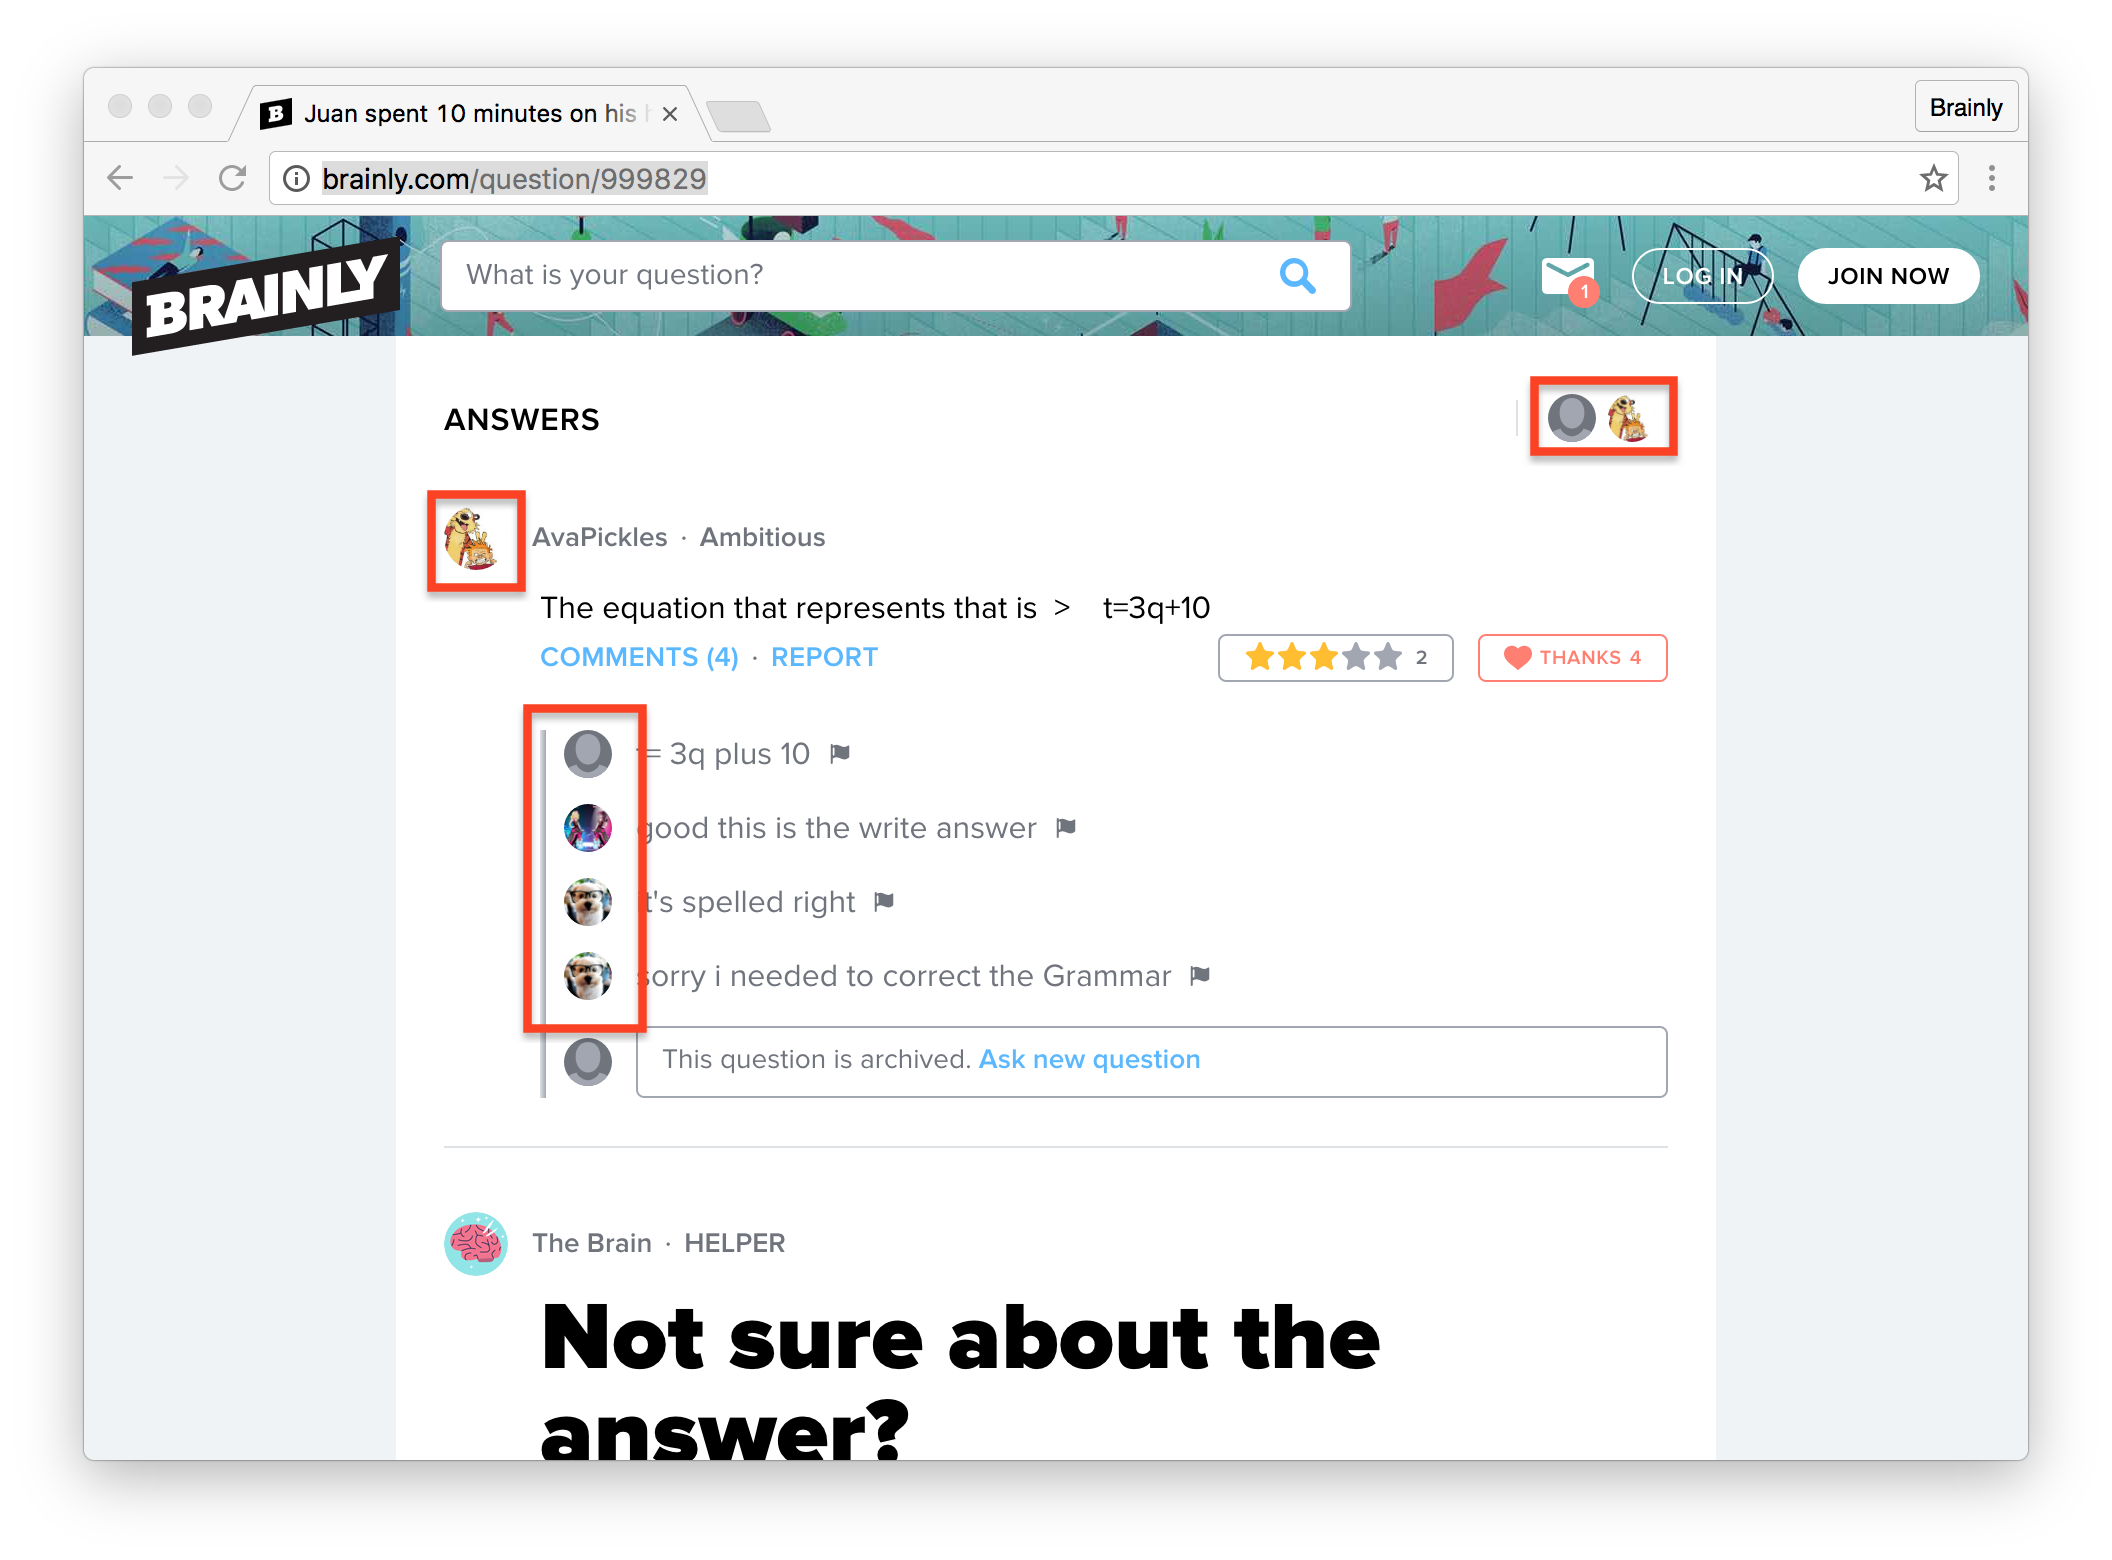 B Juan spent 10 minutes on his h
Brainly
brainly.com/question/999829
BRAINLY
What is your question?
1
LOG IN
JOIN NOW
ANSWERS
AvaPickles · Ambitious
The equation that represents that is > t=3q+10
COMMENTS (4) · REPORT
2
THANKS 4
= 3q plus 10
good this is the write answer
t's spelled right
sorry i needed to correct the Grammar
This question is archived. Ask new question
The Brain · HELPER
Not sure about the
answer?